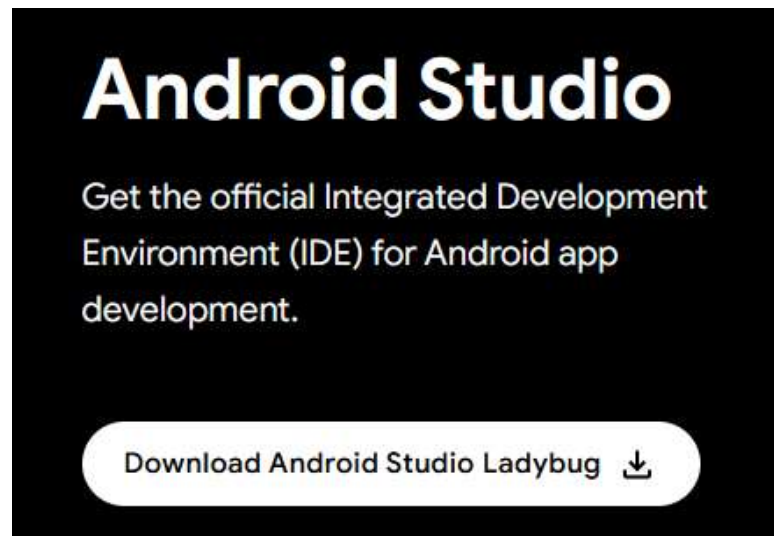 Android Studio
Get the official Integrated Development
Environment (IDE) for Android app
development.
Download Android Studio Ladybug